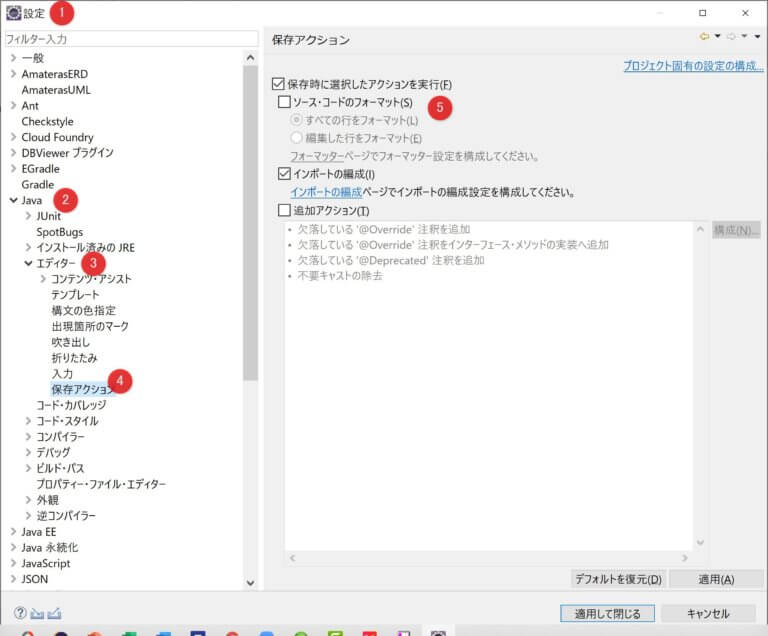 設定 1
フィルター入力
一般
AmaterasERD
AmaterasUML
Ant
Checkstyle
Cloud Foundry
DBViewer プラグイン
EGradle
Gradle
Java 2
JUnit
SpotBugs
インストール済みの JRE
エディター 3
コンテンツ・アシスト
テンプレート
構文の色指定
出現箇所のマーク
吹き出し
折りたたみ
入力
保存アクション 4
コード・カバレッジ
コード・スタイル
コンパイラー
デバッグ
ビルド・パス
プロパティー・ファイル・エディター
外観
逆コンパイラー
Java EE
Java 永続化
JavaScript
JSON
保存アクション
プロジェクト固有の設定の構成...
保存時に選択したアクションを実行(F)
ソース・コードのフォーマット(S) 5
すべての行をフォーマット(L)
編集した行をフォーマット(E)
フォーマッターページでフォーマッター設定を構成してください。
インポートの編成(I)
インポートの編成ページでインポートの編成設定を構成してください。
追加アクション(T)
• 欠落している '@Override' 注釈を追加
• 欠落している '@Override' 注釈をインターフェース・メソッドの実装へ追加
• 欠落している '@Deprecated' 注釈を追加
• 不要キャストの除去
構成(N)...
デフォルトを復元(D)
適用(A)
適用して閉じる
キャンセル